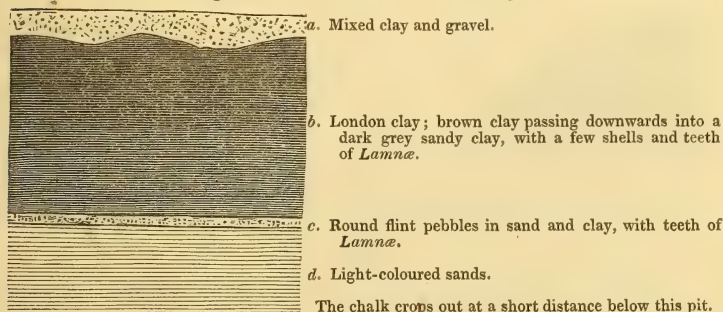 a. Mixed clay and gravel.
b. London clay; brown clay passing downwards into a
dark grey sandy clay, with a few shells and teeth
of Lamnæ.
c. Round flint pebbles in sand and clay, with teeth of
Lamnæ.
d. Light-coloured sands.
The chalk crops out at a short distance below this pit.